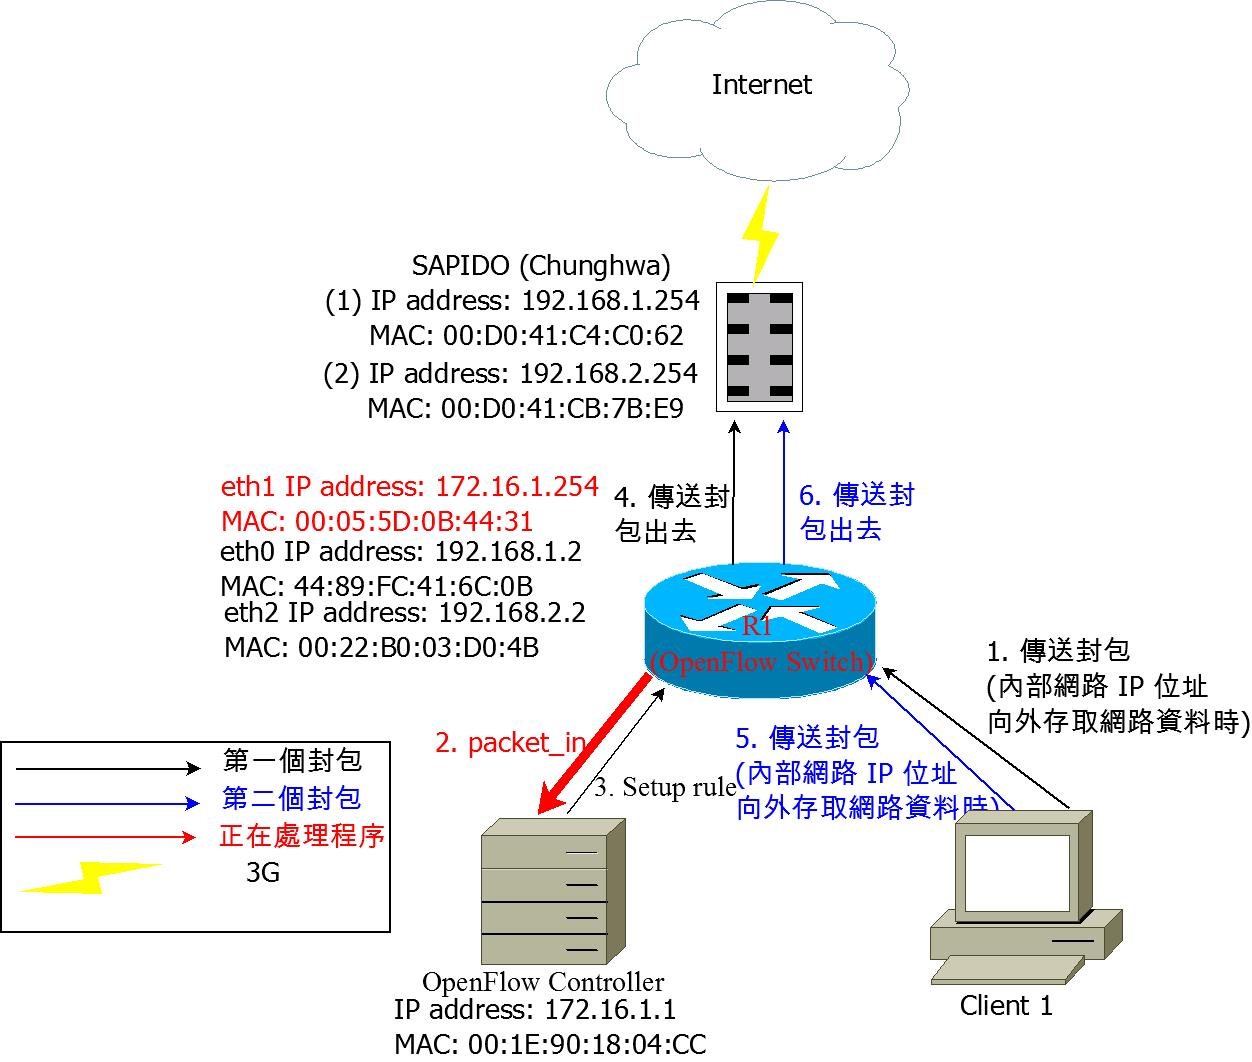 Internet
SAPIDO (Chunghwa)
(1) IP address: 192.168.1.254
MAC: 00:D0:41:C4:C0:62
(2) IP address: 192.168.2.254
MAC: 00:D0:41:CB:7B:E9
eth1 IP address: 172.16.1.254
MAC: 00:05:5D:0B:44:31
eth0 IP address: 192.168.1.2
MAC: 44:89:FC:41:6C:0B
eth2 IP address: 192.168.2.2
MAC: 00:22:B0:03:D0:4B
4. 傳送封
包出去
6. 傳送封
包出去
R1
(OpenFlow Switch)
1. 傳送封包
(內部網路 IP 位址
向外存取網路資料時)
2. packet_in
3. Setup rule
5. 傳送封包
(內部網路 IP 位址
向外存取網路資料時)
第一個封包
第二個封包
正在處理程序
3G
OpenFlow Controller
IP address: 172.16.1.1
MAC: 00:1E:90:18:04:CC
Client 1